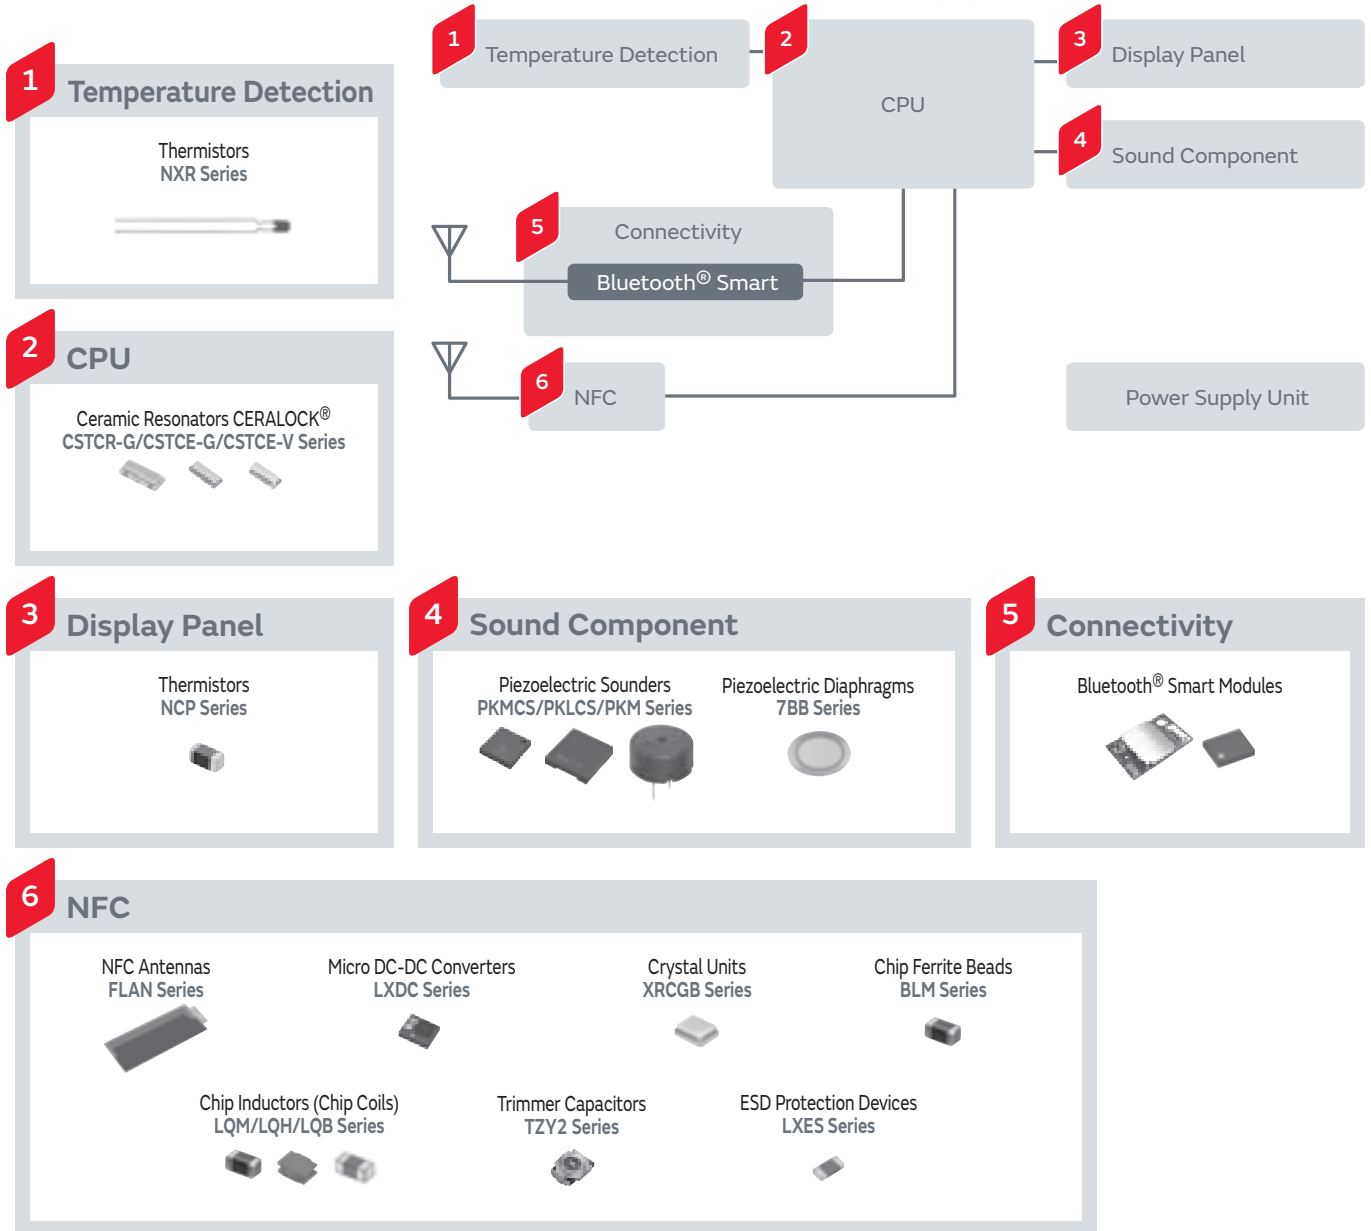 1
Temperature Detection
2
CPU
3
Display Panel
4
Sound Component
5
Connectivity
Bluetooth® Smart
6
NFC
Power Supply Unit
1
Temperature Detection
Thermistors
NXR Series
2
CPU
Ceramic Resonators CERALOCK®
CSTCR-G/CSTCE-G/CSTCE-V Series
3
Display Panel
Thermistors
NCP Series
4
Sound Component
Piezoelectric Sounders
PKMCS/PKLCS/PKM Series
Piezoelectric Diaphragms
7BB Series
5
Connectivity
Bluetooth® Smart Modules
6
NFC
NFC Antennas
FLAN Series
Micro DC-DC Converters
LXDC Series
Crystal Units
XRCGB Series
Chip Ferrite Beads
BLM Series
Chip Inductors (Chip Coils)
LQM/LQH/LQB Series
Trimmer Capacitors
TZY2 Series
ESD Protection Devices
LXES Series